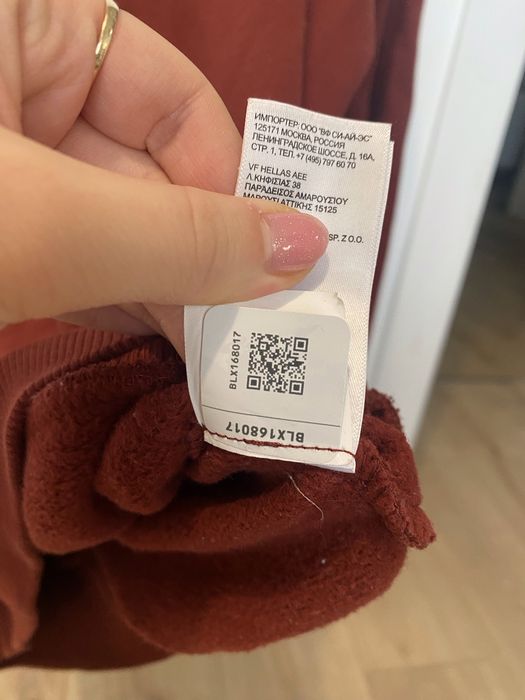 ИМПОРТЕР: ООО "ВФ СИ-АЙ-ЭС"
125171 МОСКВА, РОССИЯ
ЛЕНИНГРАДСКОЕ ШОССЕ, Д. 16А,
СТР. 1, ТЕЛ. +7 (495) 797 60 70
VF HELLAS AEE
Λ. ΚΗΦΙΣΙΑΣ 38
ΠΑΡΑΔΕΙΣΟΣ ΑΜΑΡΟΥΣΙΟΥ
ΜΑΡΟΥΣΙ ΑΤΤΙΚΗΣ 15125
SP. Z O.O.
BLX168017
BLX168017